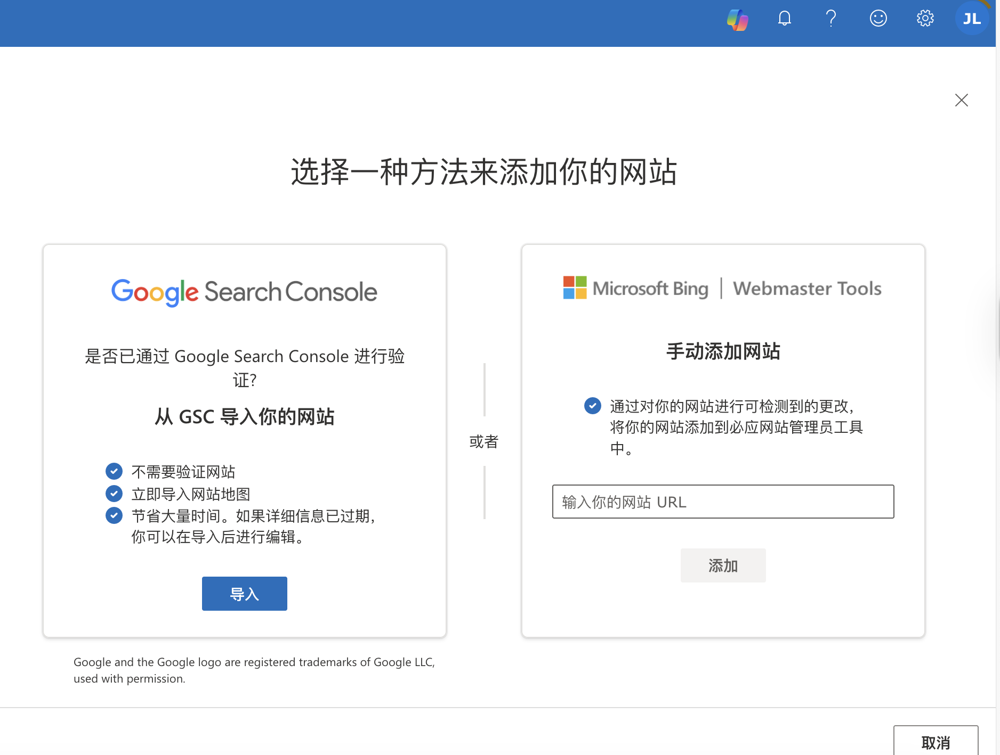 JL
选择一种方法来添加你的网站
Google Search Console
是否已通过 Google Search Console 进行验
证?
从 GSC 导入你的网站
不需要验证网站
立即导入网站地图
节省大量时间。如果详细信息已过期，
你可以在导入后进行编辑。
导入
或者
Microsoft Bing | Webmaster Tools
手动添加网站
通过对你的网站进行可检测到的更改，
将你的网站添加到必应网站管理员工具
中。
输入你的网站 URL
添加
Google and the Google logo are registered trademarks of Google LLC,
used with permission.
取消